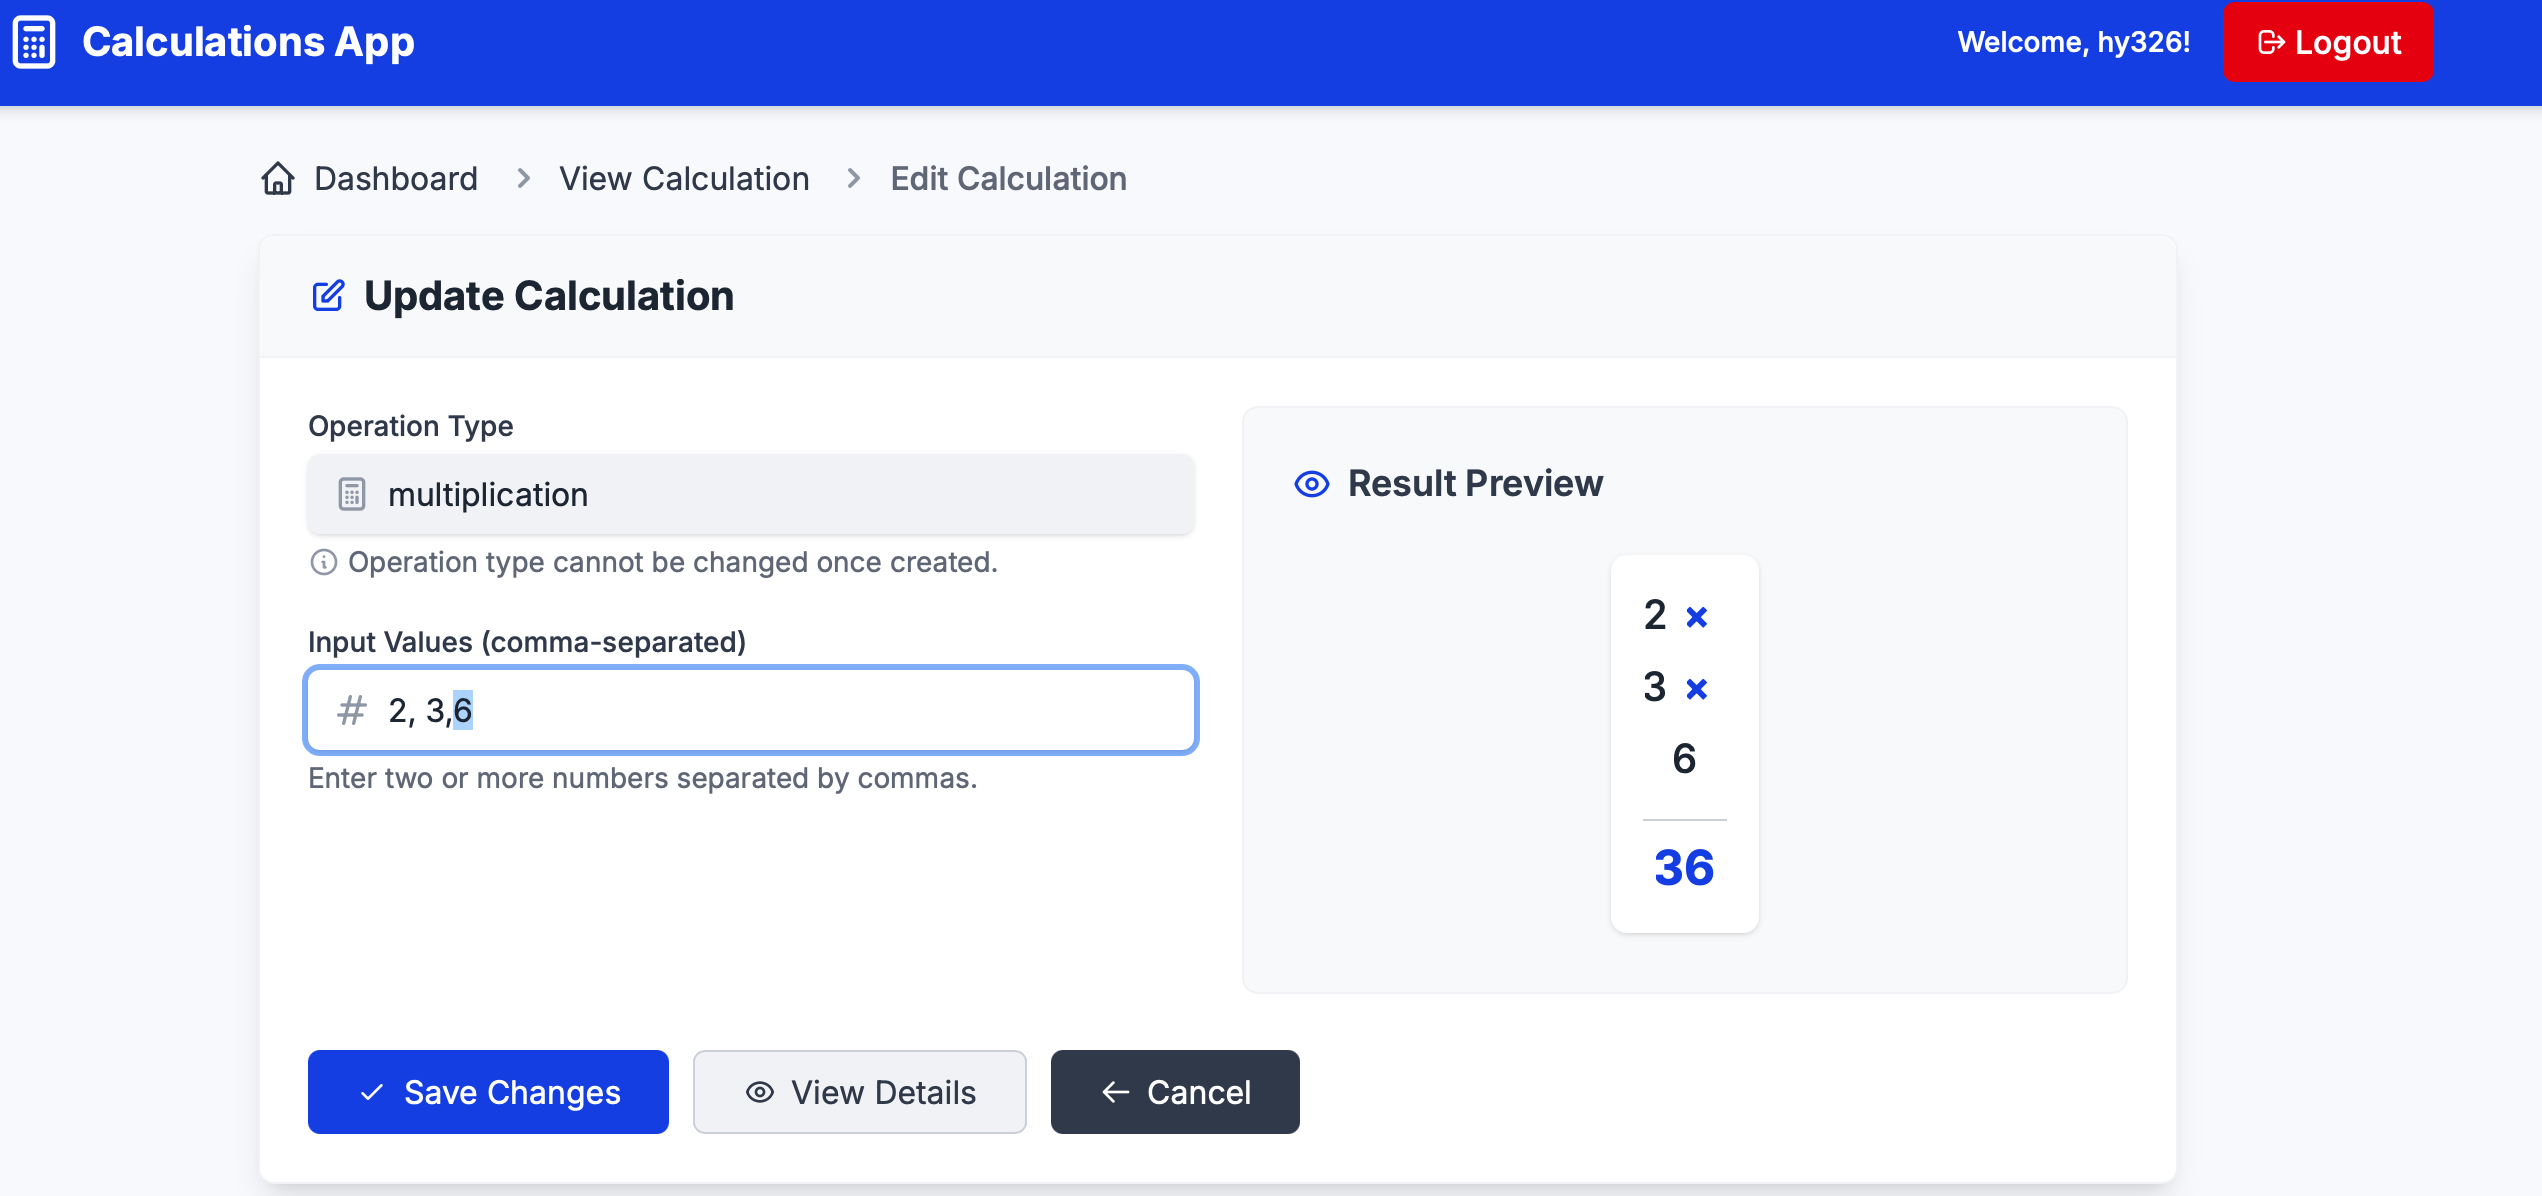 Calculations App
Welcome, hy326!
Logout
Dashboard > View Calculation > Edit Calculation
Update Calculation
Operation Type
multiplication
Operation type cannot be changed once created.
Input Values (comma-separated)
# 2, 3,6
Enter two or more numbers separated by commas.
Result Preview
2 ×
3 ×
6
36
Save Changes
View Details
Cancel